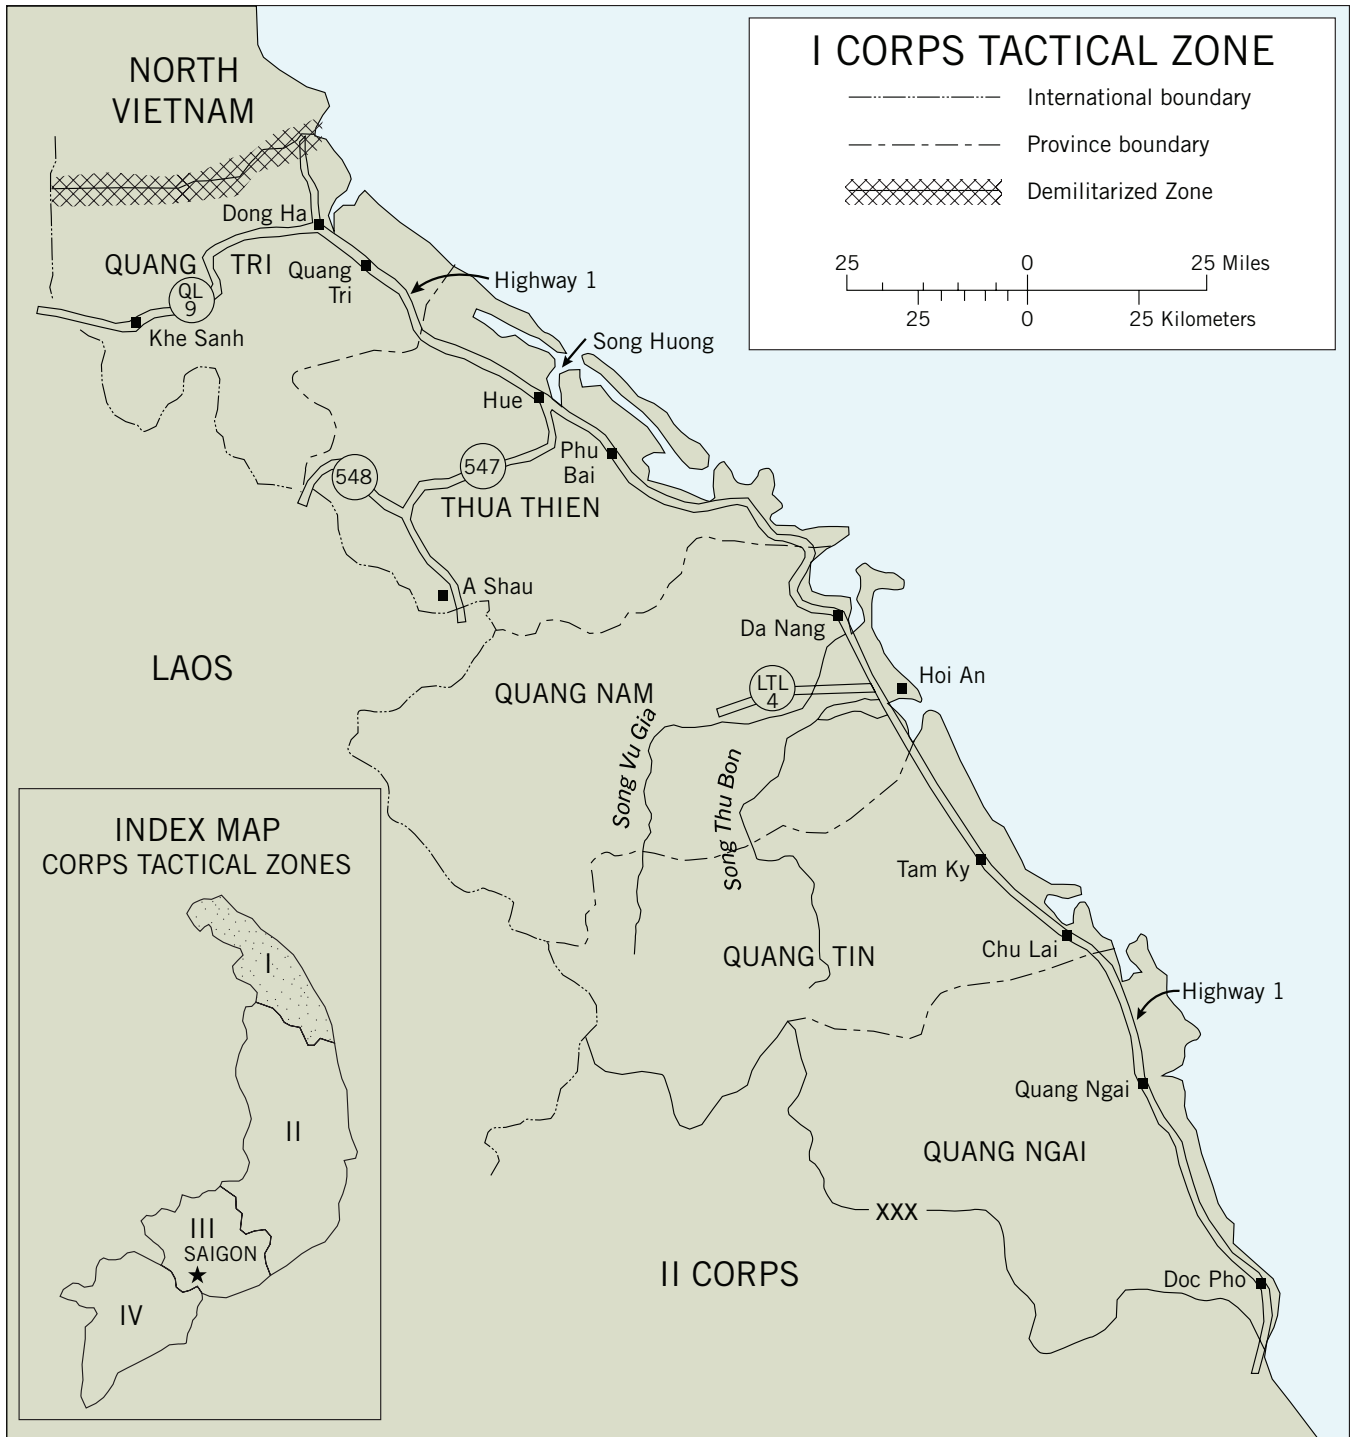 I CORPS TACTICAL ZONE
International boundary
Province boundary
Demilitarized Zone
25 0 25 Miles
25 0 25 Kilometers
NORTH
VIETNAM
Dong Ha
QUANG TRI
Quang
Tri
Highway 1
QL
9
Khe Sanh
Song Huong
Hue
Phu
Bai
548
547
THUA THIEN
A Shau
LAOS
Da Nang
QUANG NAM
LTL
4
Hoi An
Song Vu Gia
Song Thu Bon
Tam Ky
QUANG TIN
Chu Lai
Highway 1
Quang Ngai
QUANG NGAI
XXX
II CORPS
Doc Pho
INDEX MAP
CORPS TACTICAL ZONES
I
II
III
SAIGON
IV